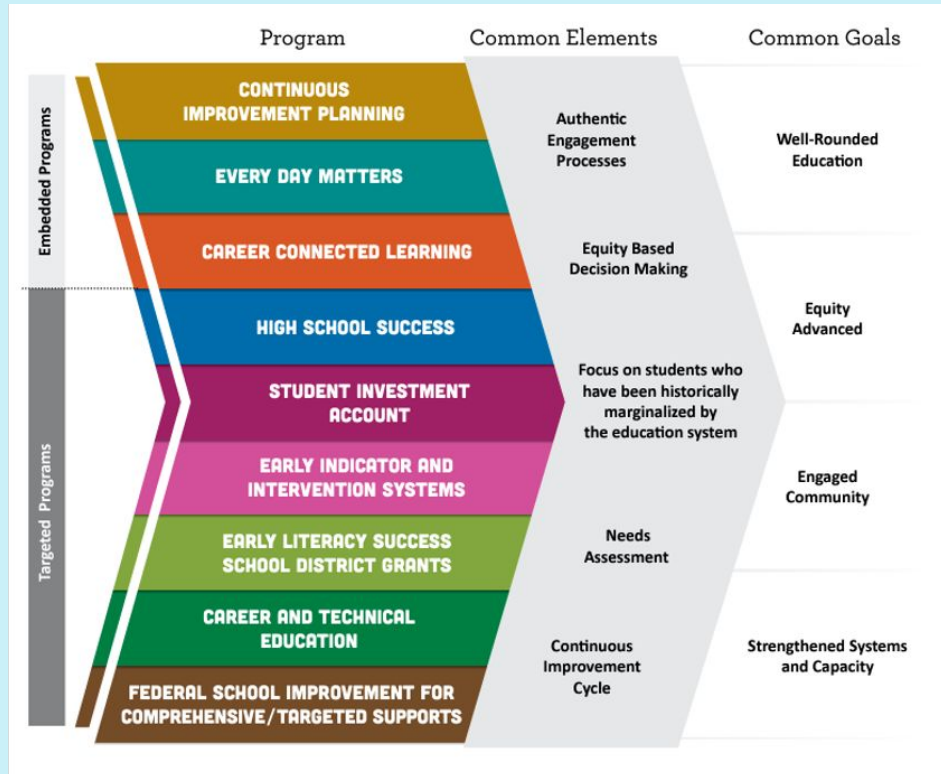 Program
Common Elements
Common Goals
Embedded Programs
Targeted Programs
CONTINUOUS
IMPROVEMENT PLANNING
EVERY DAY MATTERS
CAREER CONNECTED LEARNING
HIGH SCHOOL SUCCESS
STUDENT INVESTMENT
ACCOUNT
EARLY INDICATOR AND
INTERVENTION SYSTEMS
EARLY LITERACY SUCCESS
SCHOOL DISTRICT GRANTS
CAREER AND TECHNICAL
EDUCATION
FEDERAL SCHOOL IMPROVEMENT FOR
COMPREHENSIVE/TARGETED SUPPORTS
Authentic
Engagement
Processes
Equity Based
Decision Making
Focus on students who
have been historically
marginalized by
the education system
Needs
Assessment
Continuous
Improvement
Cycle
Well-Rounded
Education
Equity
Advanced
Engaged
Community
Strengthened Systems
and Capacity